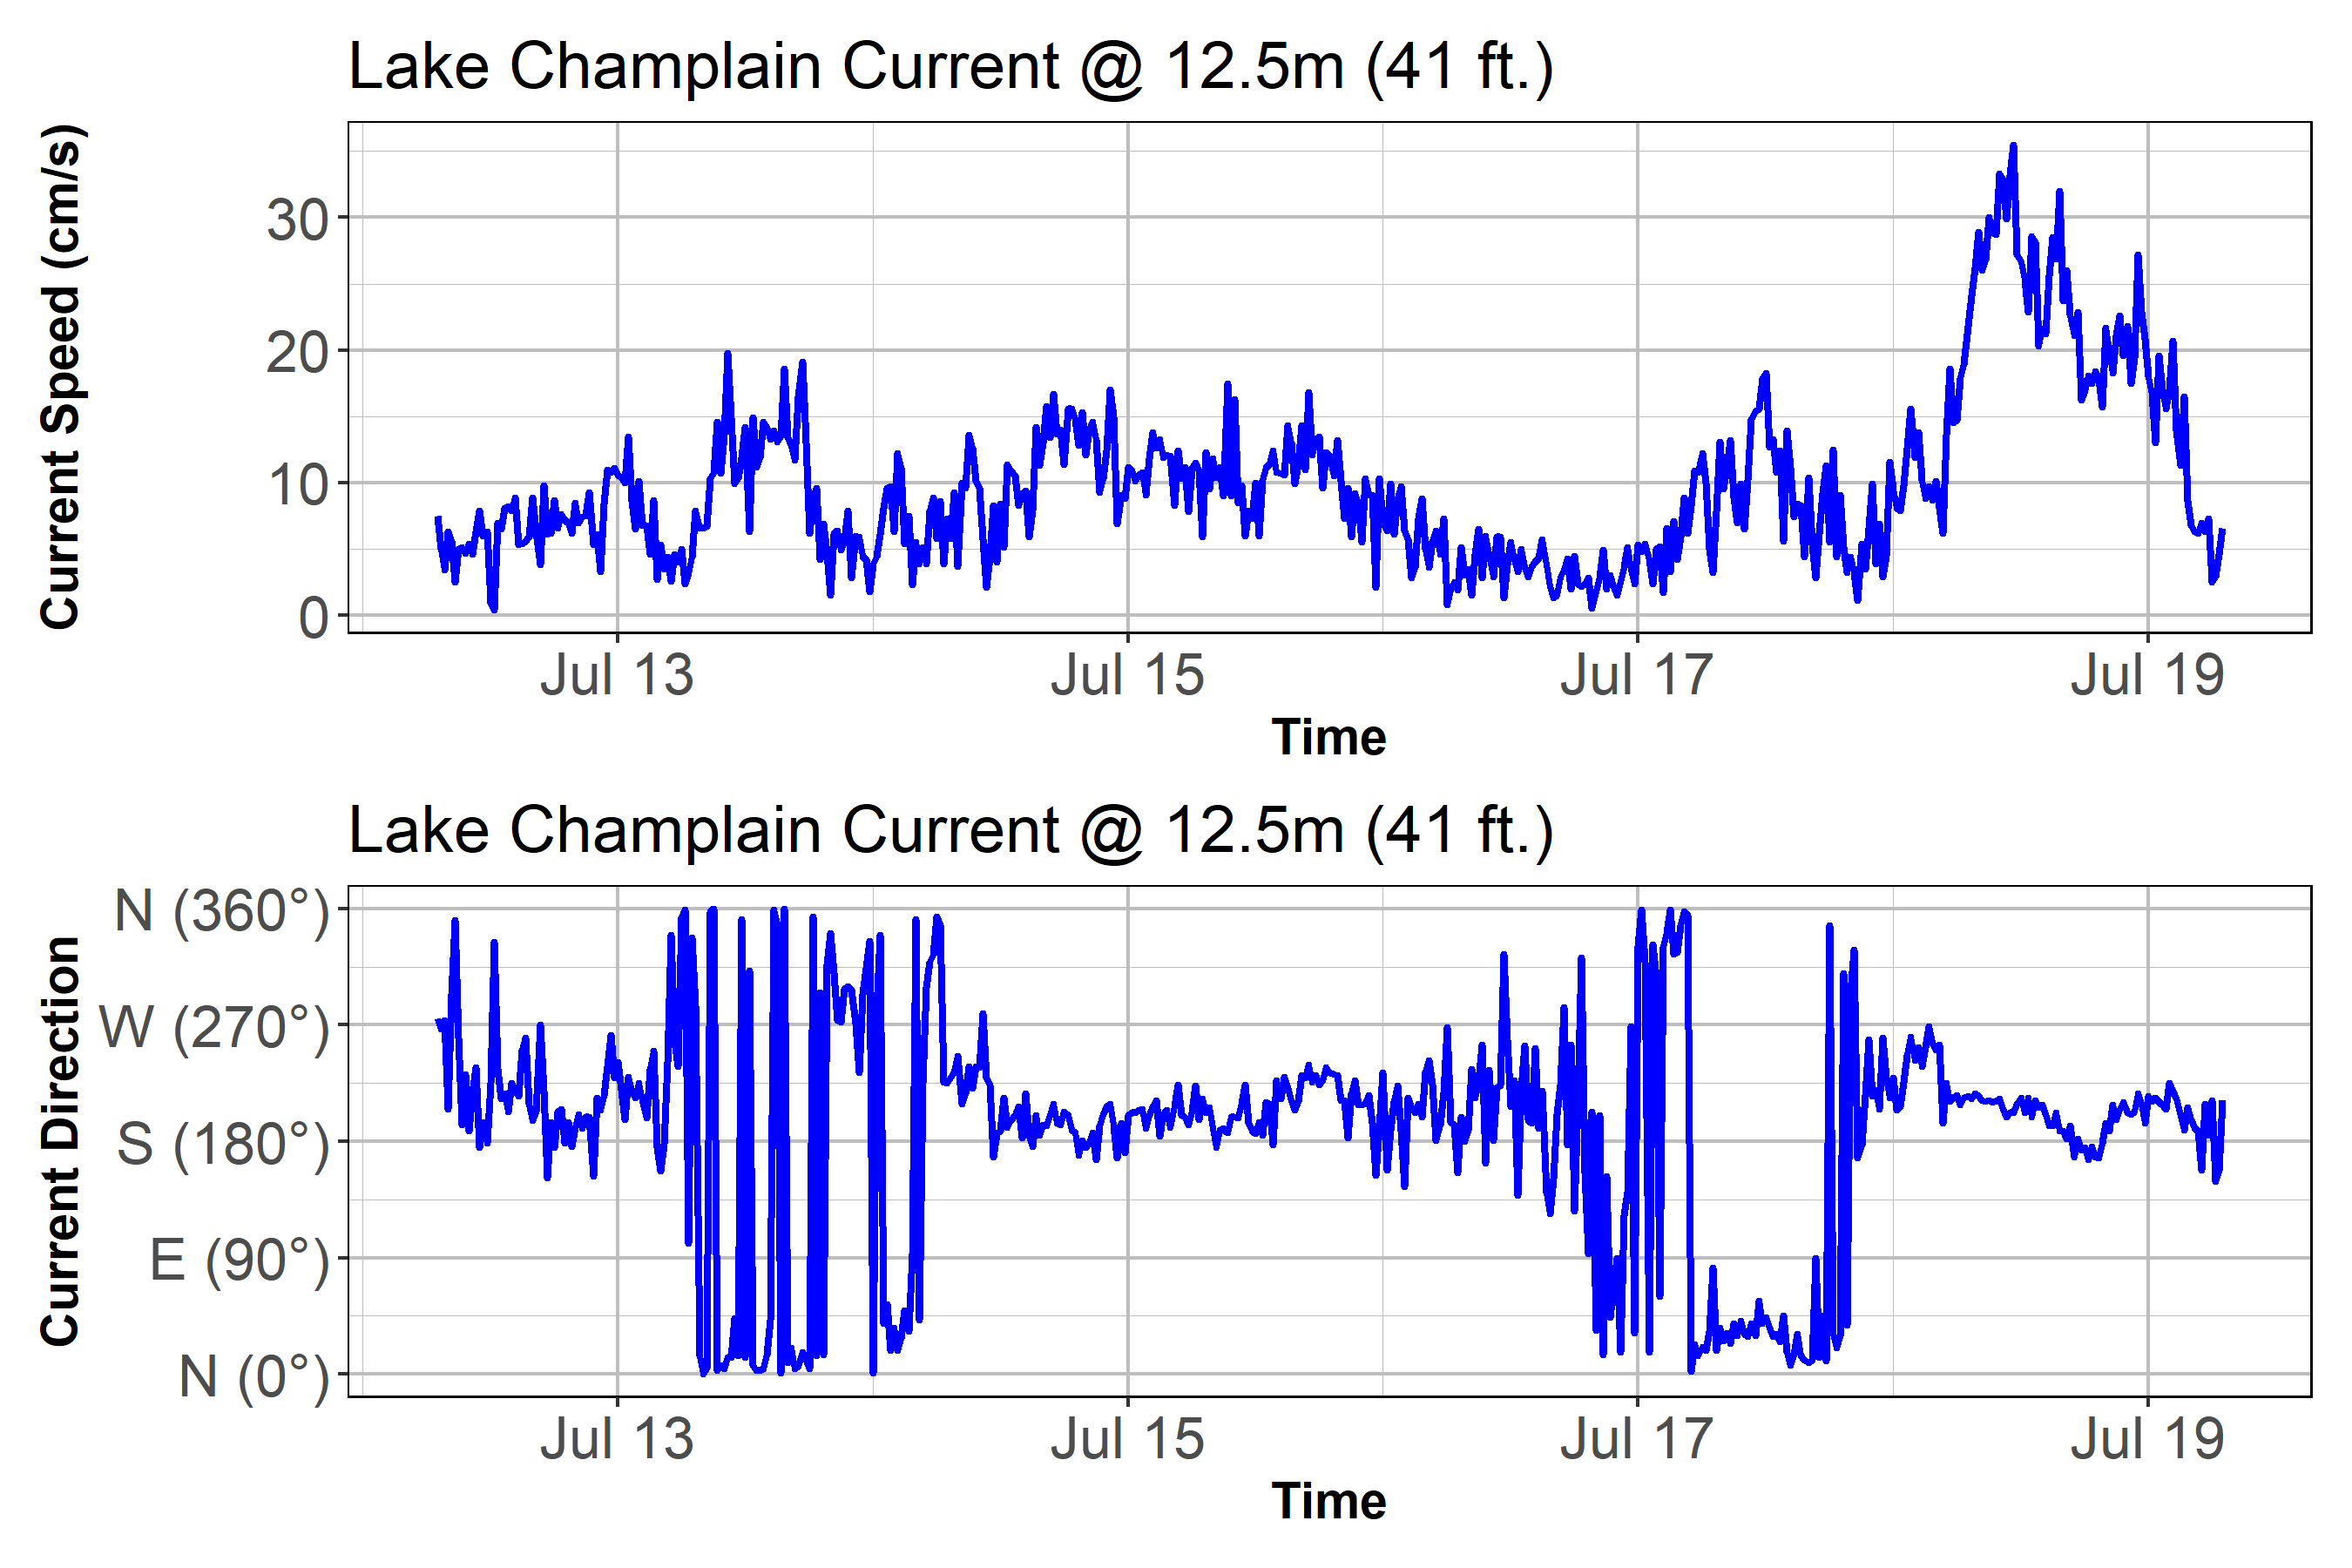 Lake Champlain Current @ 12.5m (41 ft.)
Current Speed (cm/s)
30
20
10
0
Jul 13 Jul 15 Jul 17 Jul 19
Time
Lake Champlain Current @ 12.5m (41 ft.)
Current Direction
N (360°)
W (270°)
S (180°)
E (90°)
N (0°)
Jul 13 Jul 15 Jul 17 Jul 19
Time